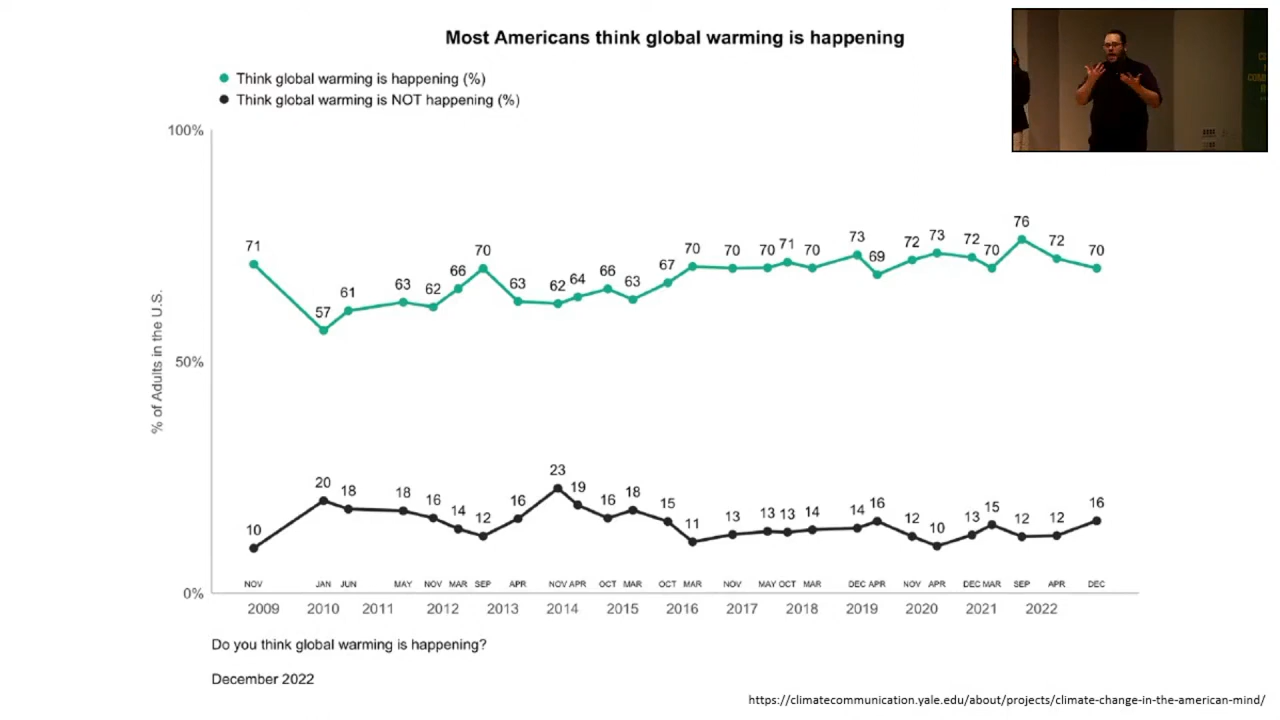 Most Americans think global warming is happening
Think global warming is happening (%)
Think global warming is NOT happening (%)
100%
50%
0%
% of Adults in the U.S.
71 57 61 63 62 66 70 63 62 64 66 63 67 70 70 70 71 70 73 69 72 73 72 70 76 72 70
10 20 18 18 16 14 12 16 23 19 16 18 15 11 13 13 13 14 14 16 12 10 13 15 12 12 16
NOV JAN JUN MAY NOV MAR SEP APR NOV APR OCT MAR OCT MAR NOV MAY OCT MAR DEC APR NOV APR DEC MAR SEP APR DEC
2009 2010 2011 2012 2013 2014 2015 2016 2017 2018 2019 2020 2021 2022
Do you think global warming is happening?
December 2022
https://climatecommunication.yale.edu/about/projects/climate-change-in-the-american-mind/